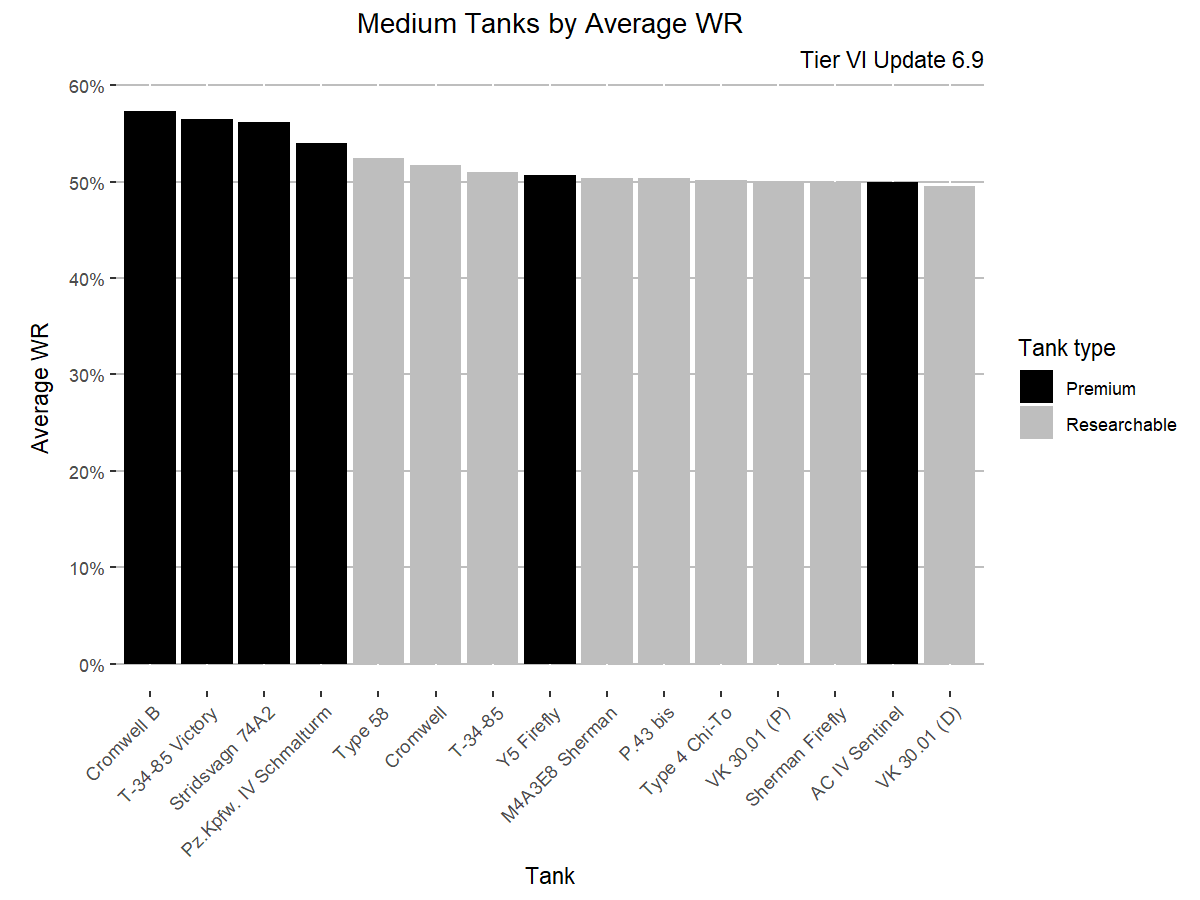 Medium Tanks by Average WR
Tier VI Update 6.9
60%
50%
40%
30%
20%
10%
0%
Average WR
Cromwell B
T-34-85 Victory
Stridsvagn 74A2
Pz.Kpfw. IV Schmalturm
Type 58
Cromwell
T-34-85
Y5 Firefly
M4A3E8 Sherman
P.43 bis
Type 4 Chi-To
VK 30.01 (P)
Sherman Firefly
AC IV Sentinel
VK 30.01 (D)
Tank
Tank type
Premium
Researchable